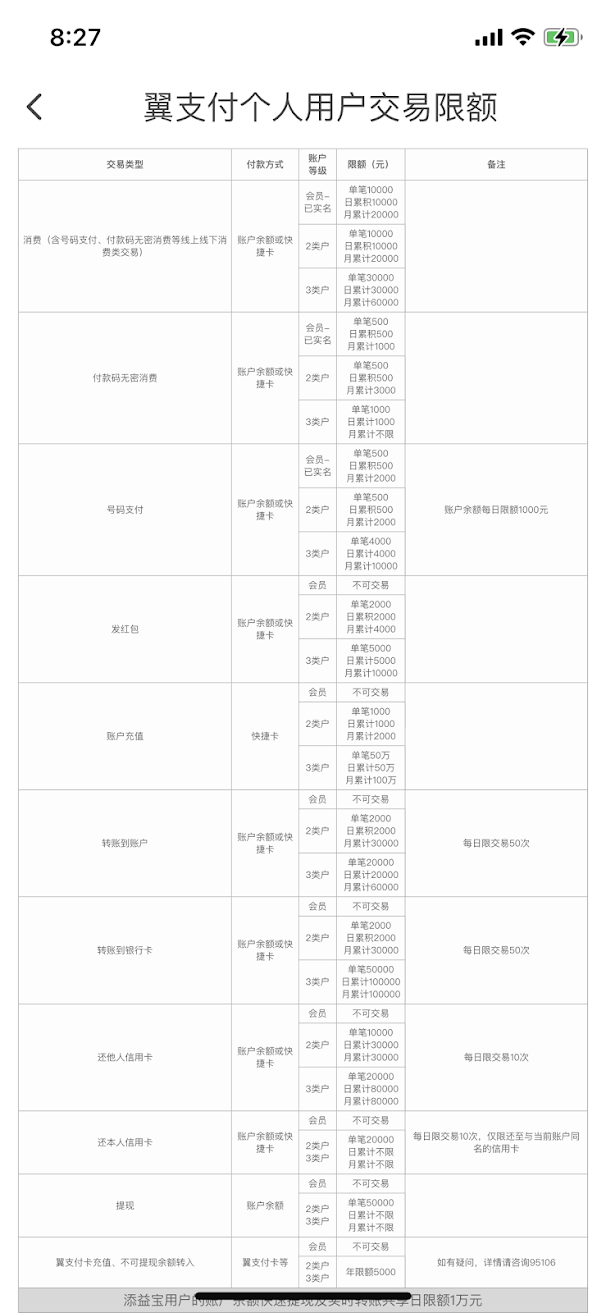 8:27
翼支付个人用户交易限额
交易类型
付款方式
账户
等级
限额（元）
备注
消费（含号码支付、付款码无密消费等线上线下消
费类交易）
账户余额或快
捷卡
会员-
已实名
单笔10000
日累积10000
月累计20000
2类户
单笔10000
日累积10000
月累计20000
3类户
单笔30000
日累计30000
月累计60000
付款码无密消费
账户余额或快
捷卡
会员-
已实名
单笔500
日累积500
月累计1000
2类户
单笔500
日累积500
月累计3000
3类户
单笔1000
日累计1000
月累计不限
号码支付
账户余额或快
捷卡
会员-
已实名
单笔500
日累积500
月累计2000
2类户
单笔500
日累积500
月累计2000
3类户
单笔4000
日累计4000
月累计10000
账户余额每日限额1000元
发红包
账户余额或快
捷卡
会员
不可交易
2类户
单笔2000
日累积2000
月累计4000
3类户
单笔5000
日累计5000
月累计10000
账户充值
快捷卡
会员
不可交易
2类户
单笔1000
日累计1000
月累计2000
3类户
单笔50万
日累计50万
月累计100万
转账到账户
账户余额或快
捷卡
会员
不可交易
2类户
单笔2000
日累积2000
月累计30000
3类户
单笔20000
日累计20000
月累计60000
每日限交易50次
转账到银行卡
账户余额或快
捷卡
会员
不可交易
2类户
单笔2000
日累积2000
月累计30000
3类户
单笔50000
日累计100000
月累计100000
每日限交易50次
还他人信用卡
账户余额或快
捷卡
会员
不可交易
2类户
单笔10000
日累计30000
月累计30000
3类户
单笔20000
日累计80000
月累计80000
每日限交易10次
还本人信用卡
账户余额或快
捷卡
会员
不可交易
2类户
3类户
单笔20000
日累计不限
月累计不限
每日限交易10次，仅限还至与当前账户同
名的信用卡
提现
账户余额
会员
不可交易
2类户
3类户
单笔50000
日累计不限
月累计不限
翼支付卡充值、不可提现余额转入
翼支付卡等
会员
不可交易
2类户
3类户
年限额5000
如有疑问，详情请咨询95106
添益宝用户的账户余额快速提现及实时转账共享日限额1万元